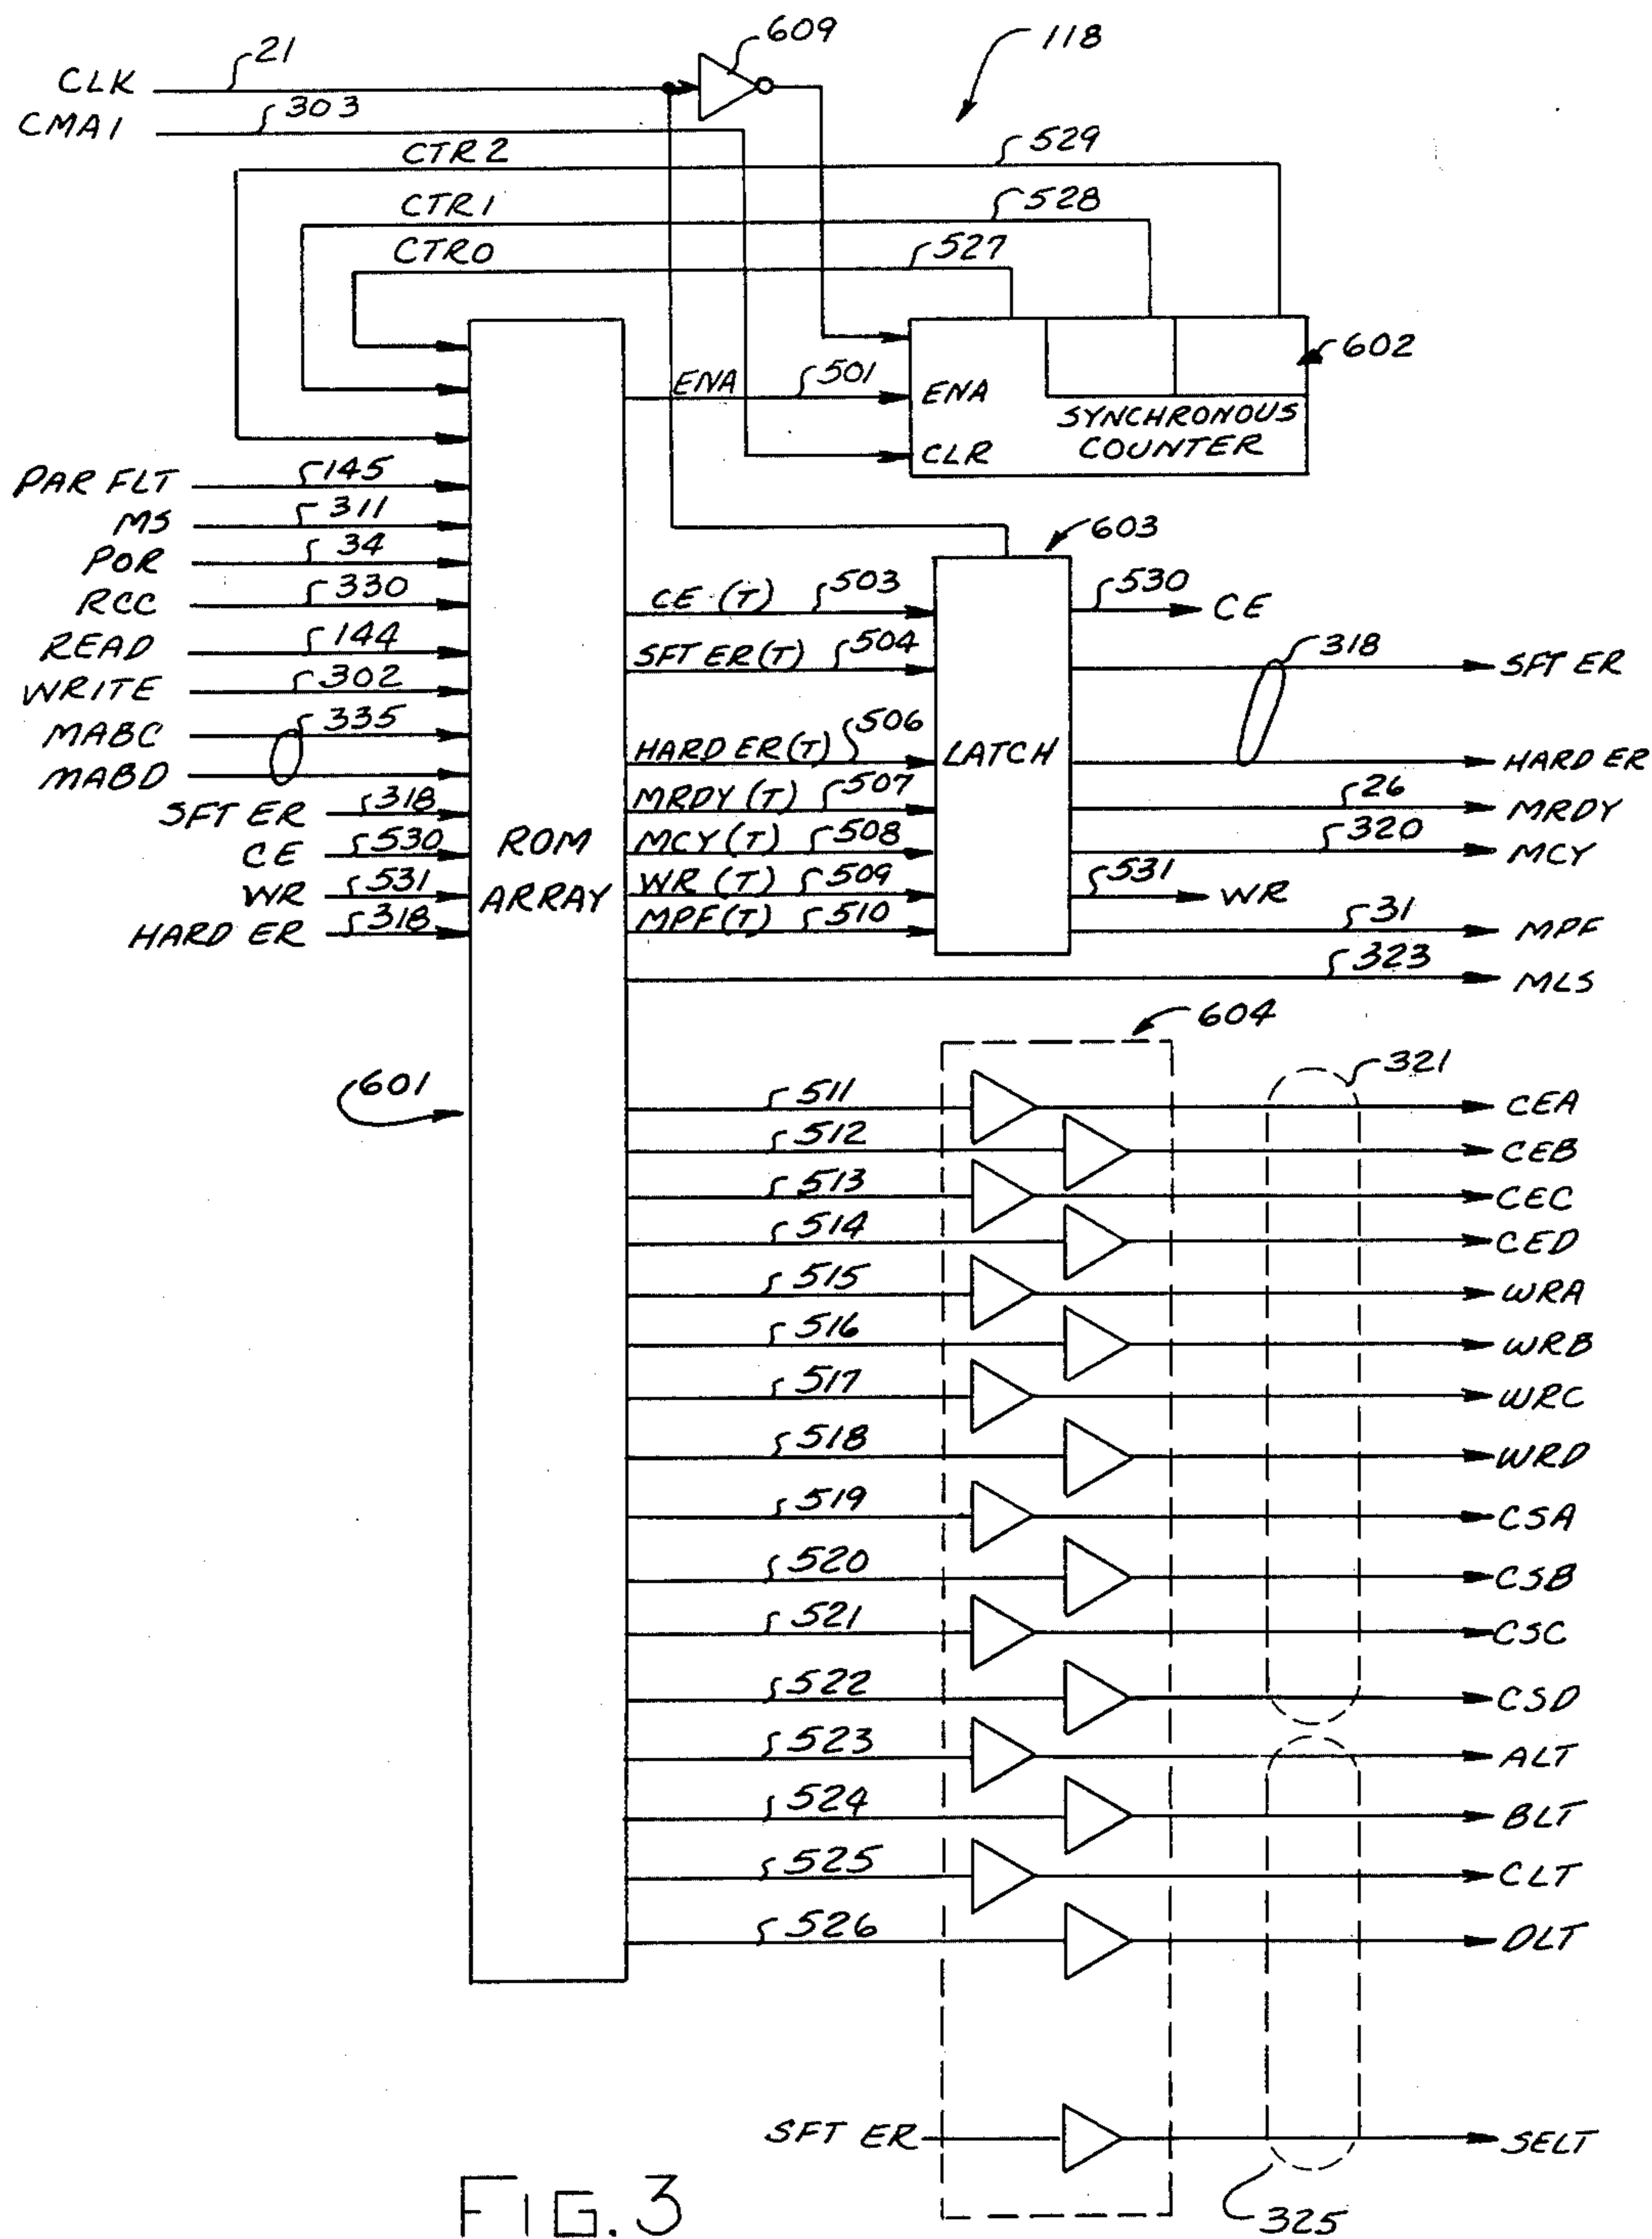 609
118
CLK 21
CMA1 303
CTR2 529
CTR1 528
CTR0 527
602
ENA 501 ENA
SYNCHRONOUS
COUNTER
CLR
PAR FLT 145
MS 311
POR 34
RCC 330
READ 144
WRITE 302
MABC 335
MABD
SFT ER 318
CE 530
WR 531
HARD ER 318
ROM
ARRAY
601
603
LATCH
CE (T) 503 530 CE
SFT ER(T) 504 318 SFT ER
HARD ER(T) 506 HARD ER
MRDY (T) 507 26 MRDY
MCY (T) 508 320 MCY
WR (T) 509 531 WR
MPF(T) 510 31 MPF
323 MLS
604
321
511 CEA
512 CEB
513 CEC
514 CED
515 WRA
516 WRB
517 WRC
518 WRD
519 CSA
520 CSB
521 CSC
522 CSD
523 ALT
524 BLT
525 CLT
526 DLT
SFT ER SELT
325
FIG. 3